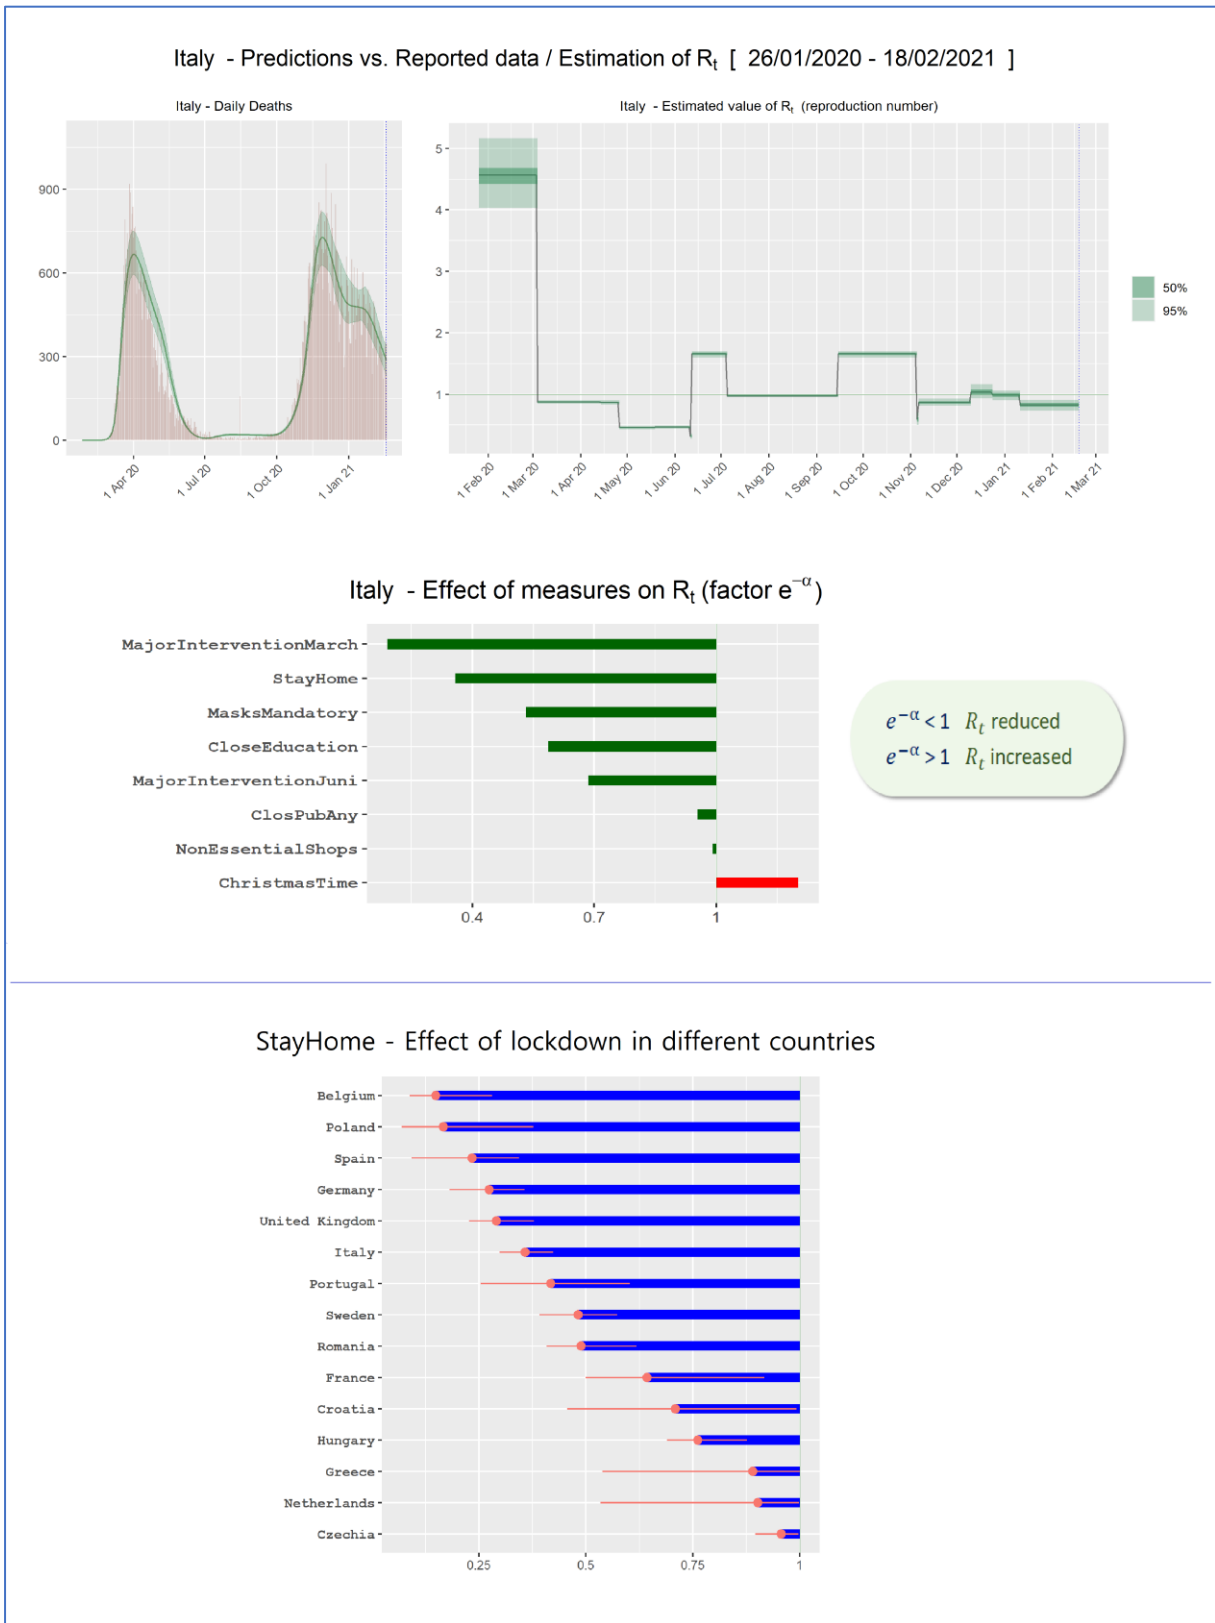 Italy - Predictions vs. Reported data / Estimation of Rt [ 26/01/2020 - 18/02/2021 ]
Italy - Daily Deaths
900
600
300
0
1 Apr 20
1 Jul 20
1 Oct 20
1 Jan 21
Italy - Estimated value of Rt (reproduction number)
5
4
3
2
1
1 Feb 20
1 Mar 20
1 Apr 20
1 May 20
1 Jun 20
1 Jul 20
1 Aug 20
1 Sep 20
1 Oct 20
1 Nov 20
1 Dec 20
1 Jan 21
1 Feb 21
1 Mar 21
50%
95%
Italy - Effect of measures on Rt (factor e^−α)
MajorInterventionMarch
StayHome
MasksMandatory
CloseEducation
MajorInterventionJuni
ClosPubAny
NonEssentialShops
ChristmasTime
0.4
0.7
1
e^−α < 1 Rt reduced
e^−α > 1 Rt increased
StayHome - Effect of lockdown in different countries
Belgium
Poland
Spain
Germany
United Kingdom
Italy
Portugal
Sweden
Romania
France
Croatia
Hungary
Greece
Netherlands
Czechia
0.25
0.5
0.75
1